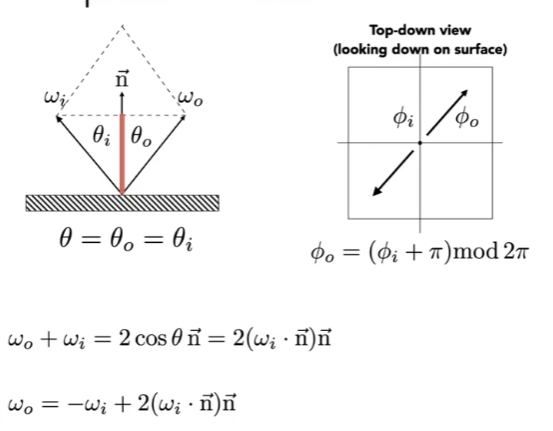 Top-down view
(looking down on surface)
n⃗
ω_i
ω_o
θ_i
θ_o
ϕ_i
ϕ_o
θ = θ_o = θ_i
ϕ_o = (ϕ_i + π)mod 2π
ω_o + ω_i = 2 cos θ n⃗ = 2(ω_i · n⃗)n⃗
ω_o = −ω_i + 2(ω_i · n⃗)n⃗